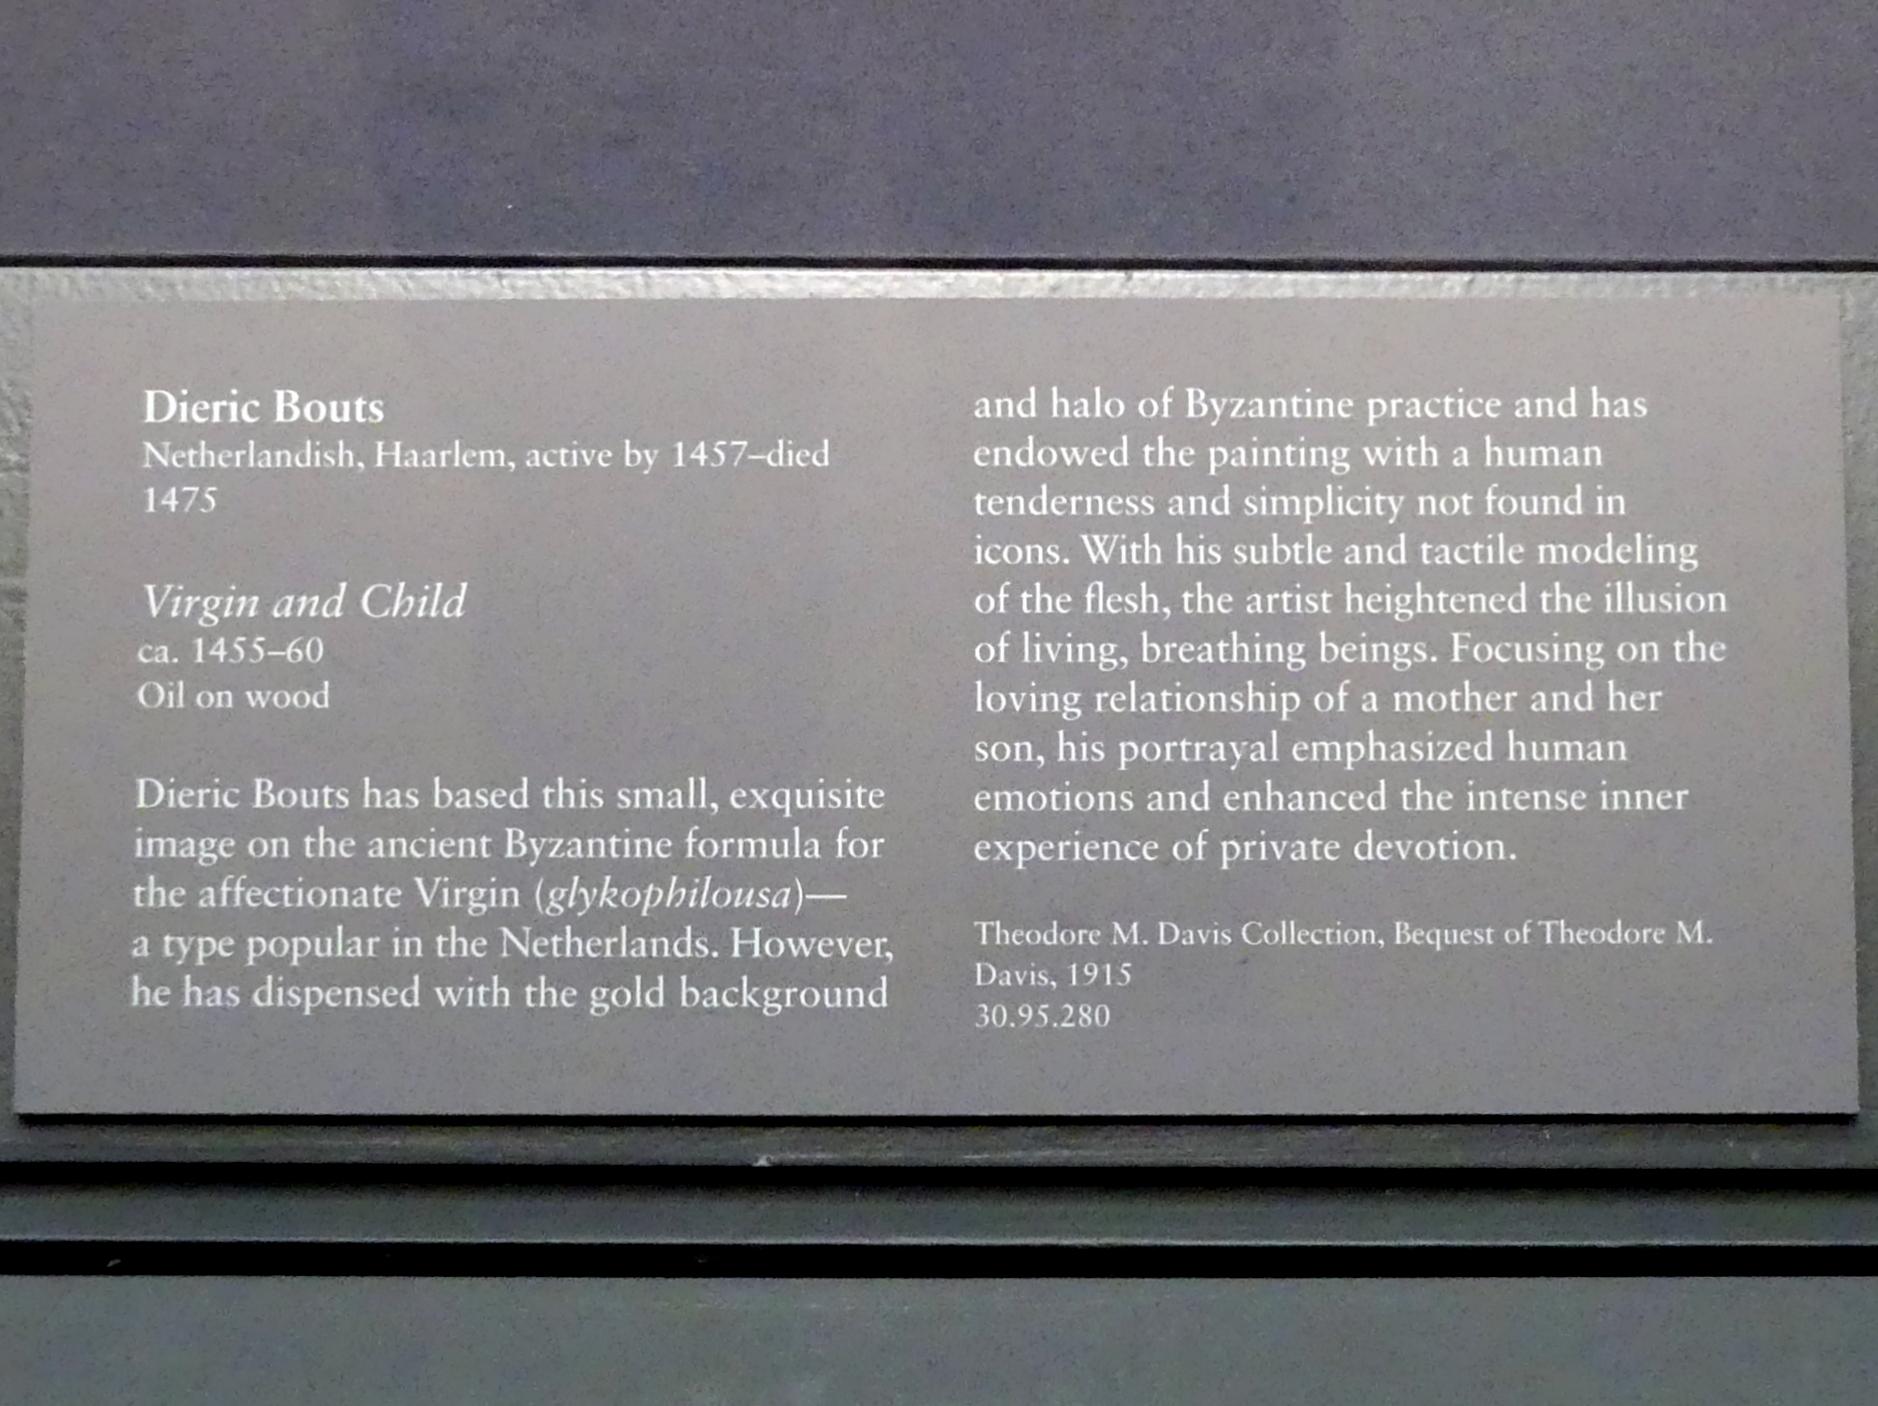 Dieric Bouts
Netherlandish, Haarlem, active by 1457–died
1475
Virgin and Child
ca. 1455–60
Oil on wood
Dieric Bouts has based this small, exquisite
image on the ancient Byzantine formula for
the affectionate Virgin (glykophilousa)—
a type popular in the Netherlands. However,
he has dispensed with the gold background
and halo of Byzantine practice and has
endowed the painting with a human
tenderness and simplicity not found in
icons. With his subtle and tactile modeling
of the flesh, the artist heightened the illusion
of living, breathing beings. Focusing on the
loving relationship of a mother and her
son, his portrayal emphasized human
emotions and enhanced the intense inner
experience of private devotion.
Theodore M. Davis Collection, Bequest of Theodore M.
Davis, 1915
30.95.280